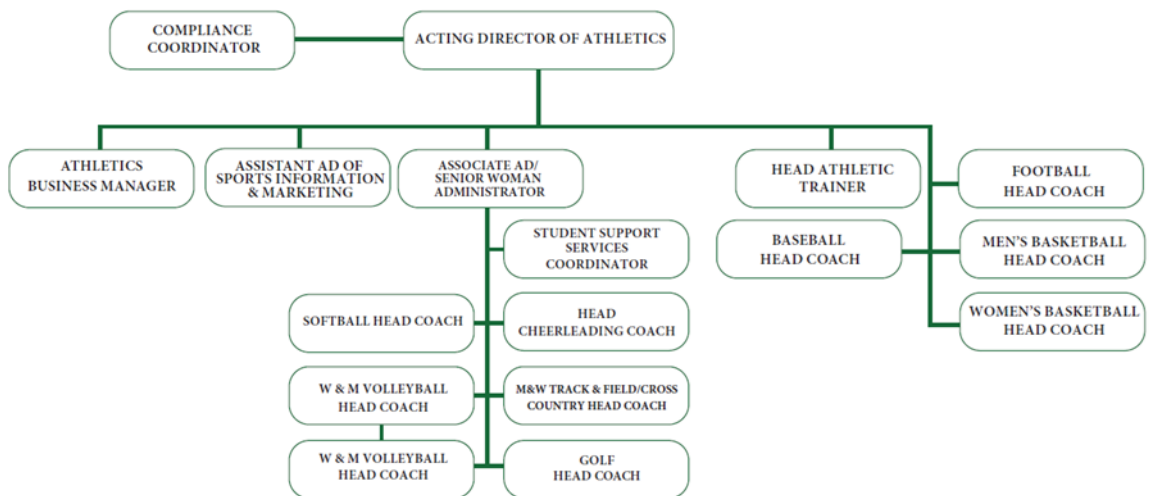 COMPLIANCE
COORDINATOR
ACTING DIRECTOR OF ATHLETICS
ATHLETICS
BUSINESS MANAGER
ASSISTANT AD OF
SPORTS INFORMATION
& MARKETING
ASSOCIATE AD/
SENIOR WOMAN
ADMINISTRATOR
HEAD ATHLETIC
TRAINER
FOOTBALL
HEAD COACH
STUDENT SUPPORT
SERVICES
COORDINATOR
BASEBALL
HEAD COACH
MEN'S BASKETBALL
HEAD COACH
SOFTBALL HEAD COACH
HEAD
CHEERLEADING COACH
WOMEN'S BASKETBALL
HEAD COACH
W & M VOLLEYBALL
HEAD COACH
M&W TRACK & FIELD/CROSS
COUNTRY HEAD COACH
W & M VOLLEYBALL
HEAD COACH
GOLF
HEAD COACH